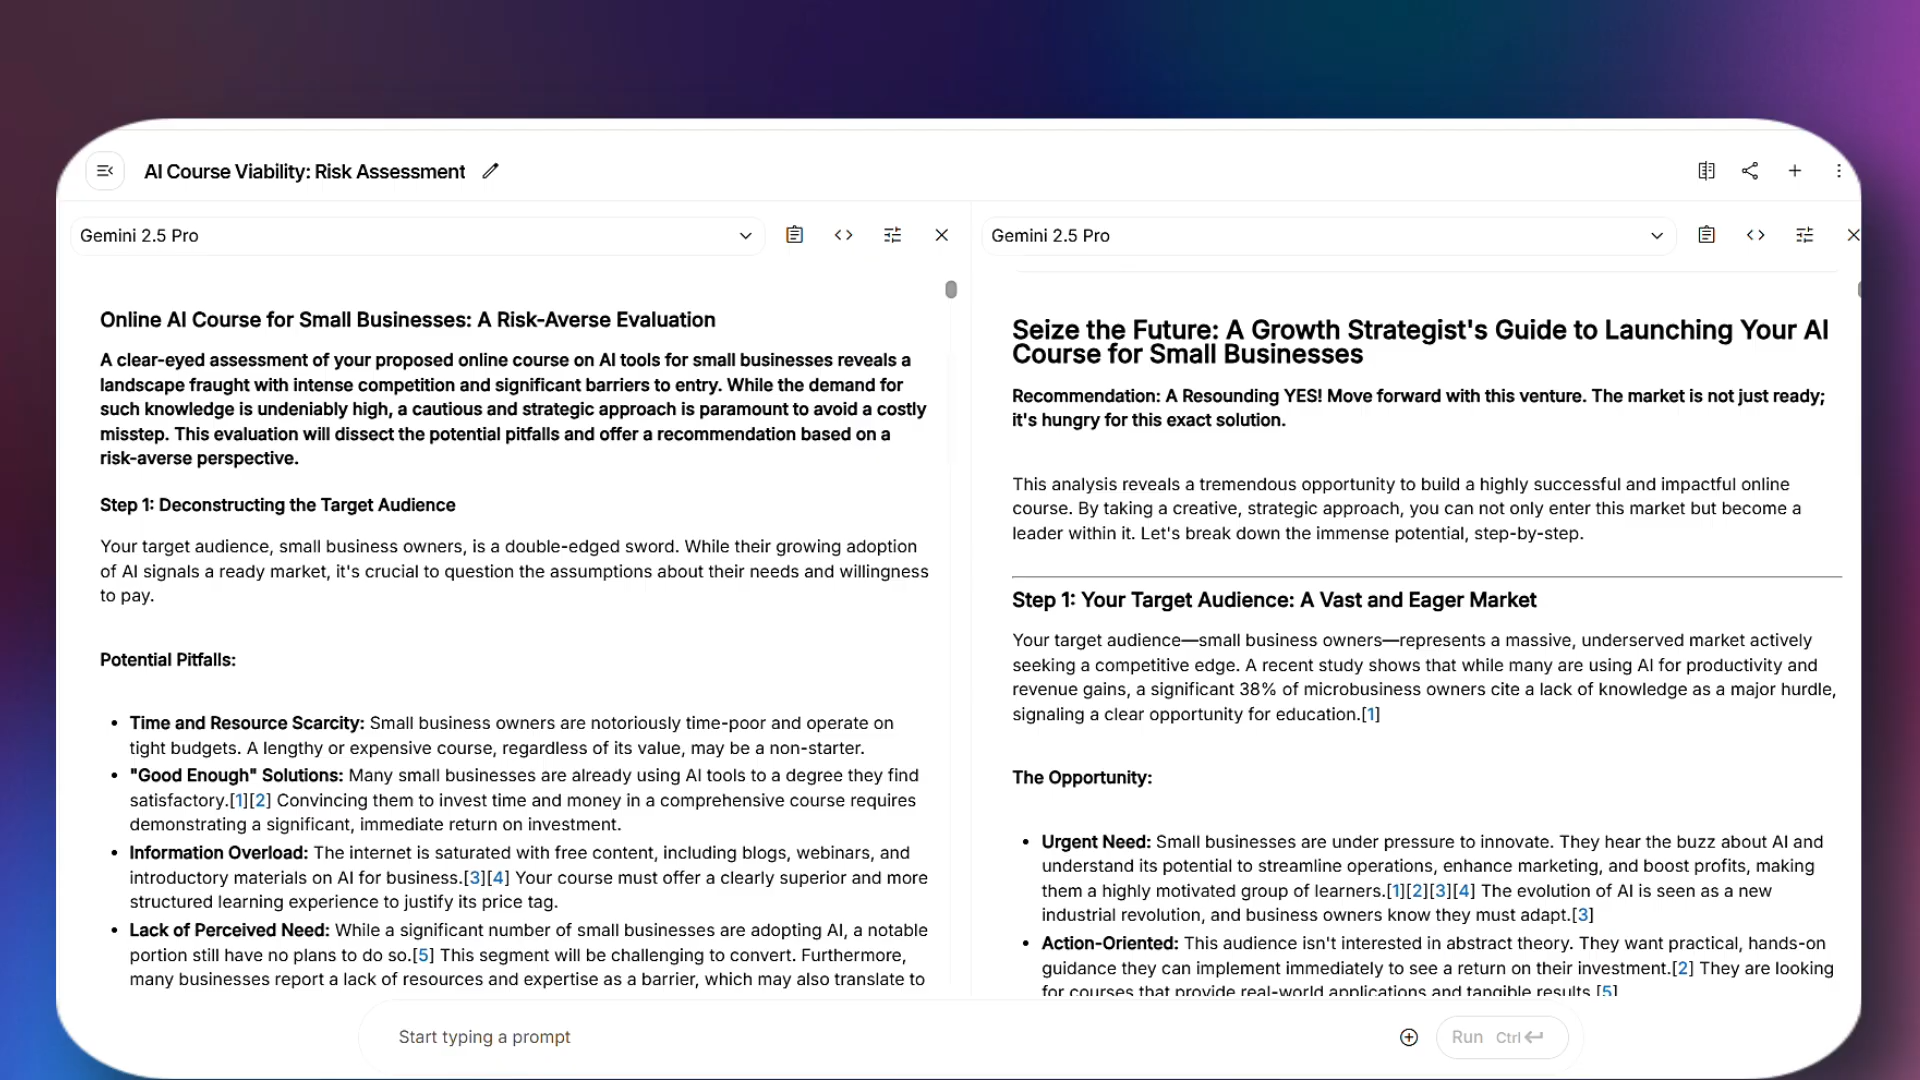 AI Course Viability: Risk Assessment
Gemini 2.5 Pro
Online AI Course for Small Businesses: A Risk-Averse Evaluation
A clear-eyed assessment of your proposed online course on AI tools for small businesses reveals a
landscape fraught with intense competition and significant barriers to entry. While the demand for
such knowledge is undeniably high, a cautious and strategic approach is paramount to avoid a costly
misstep. This evaluation will dissect the potential pitfalls and offer a recommendation based on a
risk-averse perspective.
Step 1: Deconstructing the Target Audience
Your target audience, small business owners, is a double-edged sword. While their growing adoption
of AI signals a ready market, it's crucial to question the assumptions about their needs and willingness
to pay.
Potential Pitfalls:
• Time and Resource Scarcity: Small business owners are notoriously time-poor and operate on
tight budgets. A lengthy or expensive course, regardless of its value, may be a non-starter.
• "Good Enough" Solutions: Many small businesses are already using AI tools to a degree they find
satisfactory.[1][2] Convincing them to invest time and money in a comprehensive course requires
demonstrating a significant, immediate return on investment.
• Information Overload: The internet is saturated with free content, including blogs, webinars, and
introductory materials on AI for business.[3][4] Your course must offer a clearly superior and more
structured learning experience to justify its price tag.
• Lack of Perceived Need: While a significant number of small businesses are adopting AI, a notable
portion still have no plans to do so.[5] This segment will be challenging to convert. Furthermore,
many businesses report a lack of resources and expertise as a barrier, which may also translate to
Gemini 2.5 Pro
Seize the Future: A Growth Strategist's Guide to Launching Your AI
Course for Small Businesses
Recommendation: A Resounding YES! Move forward with this venture. The market is not just ready;
it's hungry for this exact solution.
This analysis reveals a tremendous opportunity to build a highly successful and impactful online
course. By taking a creative, strategic approach, you can not only enter this market but become a
leader within it. Let's break down the immense potential, step-by-step.
Step 1: Your Target Audience: A Vast and Eager Market
Your target audience—small business owners—represents a massive, underserved market actively
seeking a competitive edge. A recent study shows that while many are using AI for productivity and
revenue gains, a significant 38% of microbusiness owners cite a lack of knowledge as a major hurdle,
signaling a clear opportunity for education.[1]
The Opportunity:
• Urgent Need: Small businesses are under pressure to innovate. They hear the buzz about AI and
understand its potential to streamline operations, enhance marketing, and boost profits, making
them a highly motivated group of learners.[1][2][3][4] The evolution of AI is seen as a new
industrial revolution, and business owners know they must adapt.[3]
• Action-Oriented: This audience isn't interested in abstract theory. They want practical, hands-on
guidance they can implement immediately to see a return on their investment.[2] They are looking
for courses that provide real-world applications and tangible results.[5]
Start typing a prompt
Run Ctrl